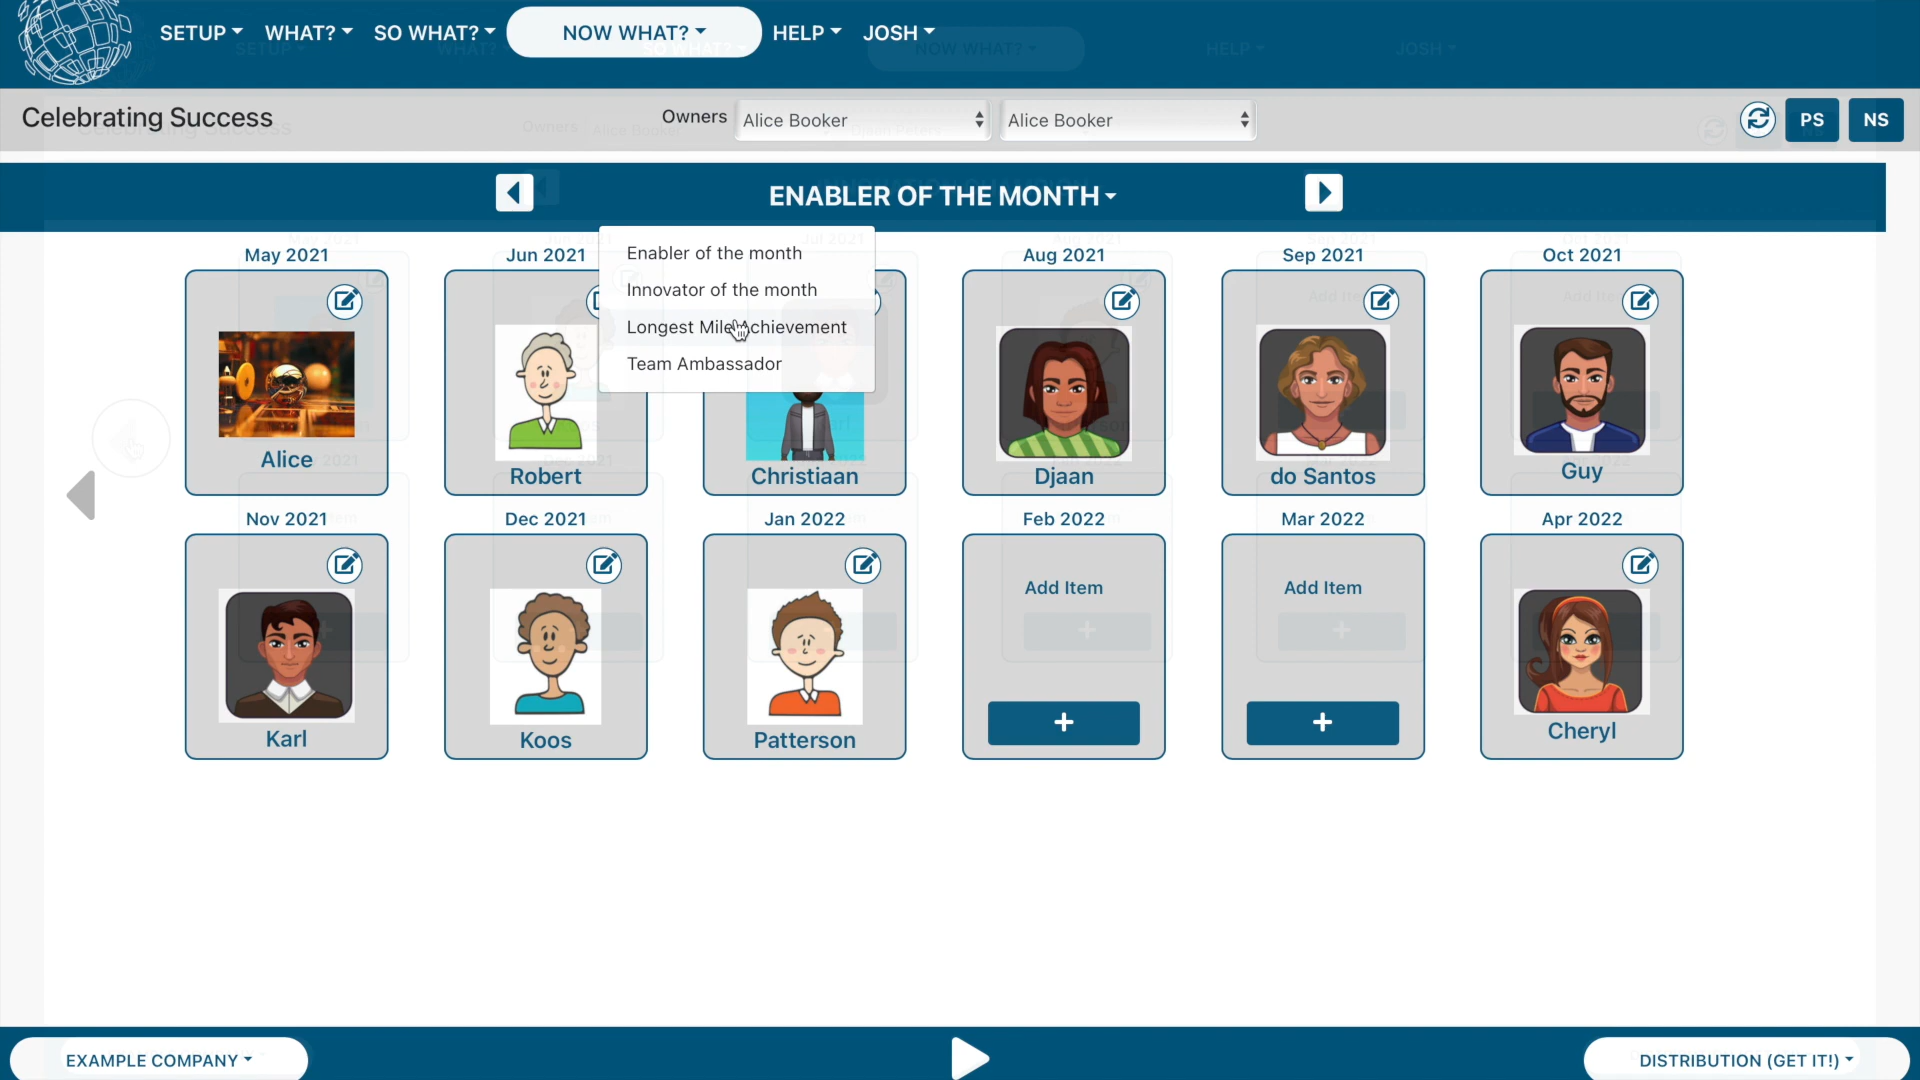 SETUP WHAT? SO WHAT? NOW WHAT? HELP JOSH
Celebrating Success
Owners Alice Booker Alice Booker
PS NS
ENABLER OF THE MONTH
Enabler of the month
Innovator of the month
Longest Mile Achievement
Team Ambassador
May 2021 Jun 2021 Aug 2021 Sep 2021 Oct 2021
Alice Robert Christiaan Djaan do Santos Guy
Nov 2021 Dec 2021 Jan 2022 Feb 2022 Mar 2022 Apr 2022
Add Item Add Item
+ +
Karl Koos Patterson Cheryl
EXAMPLE COMPANY DISTRIBUTION (GET IT!)